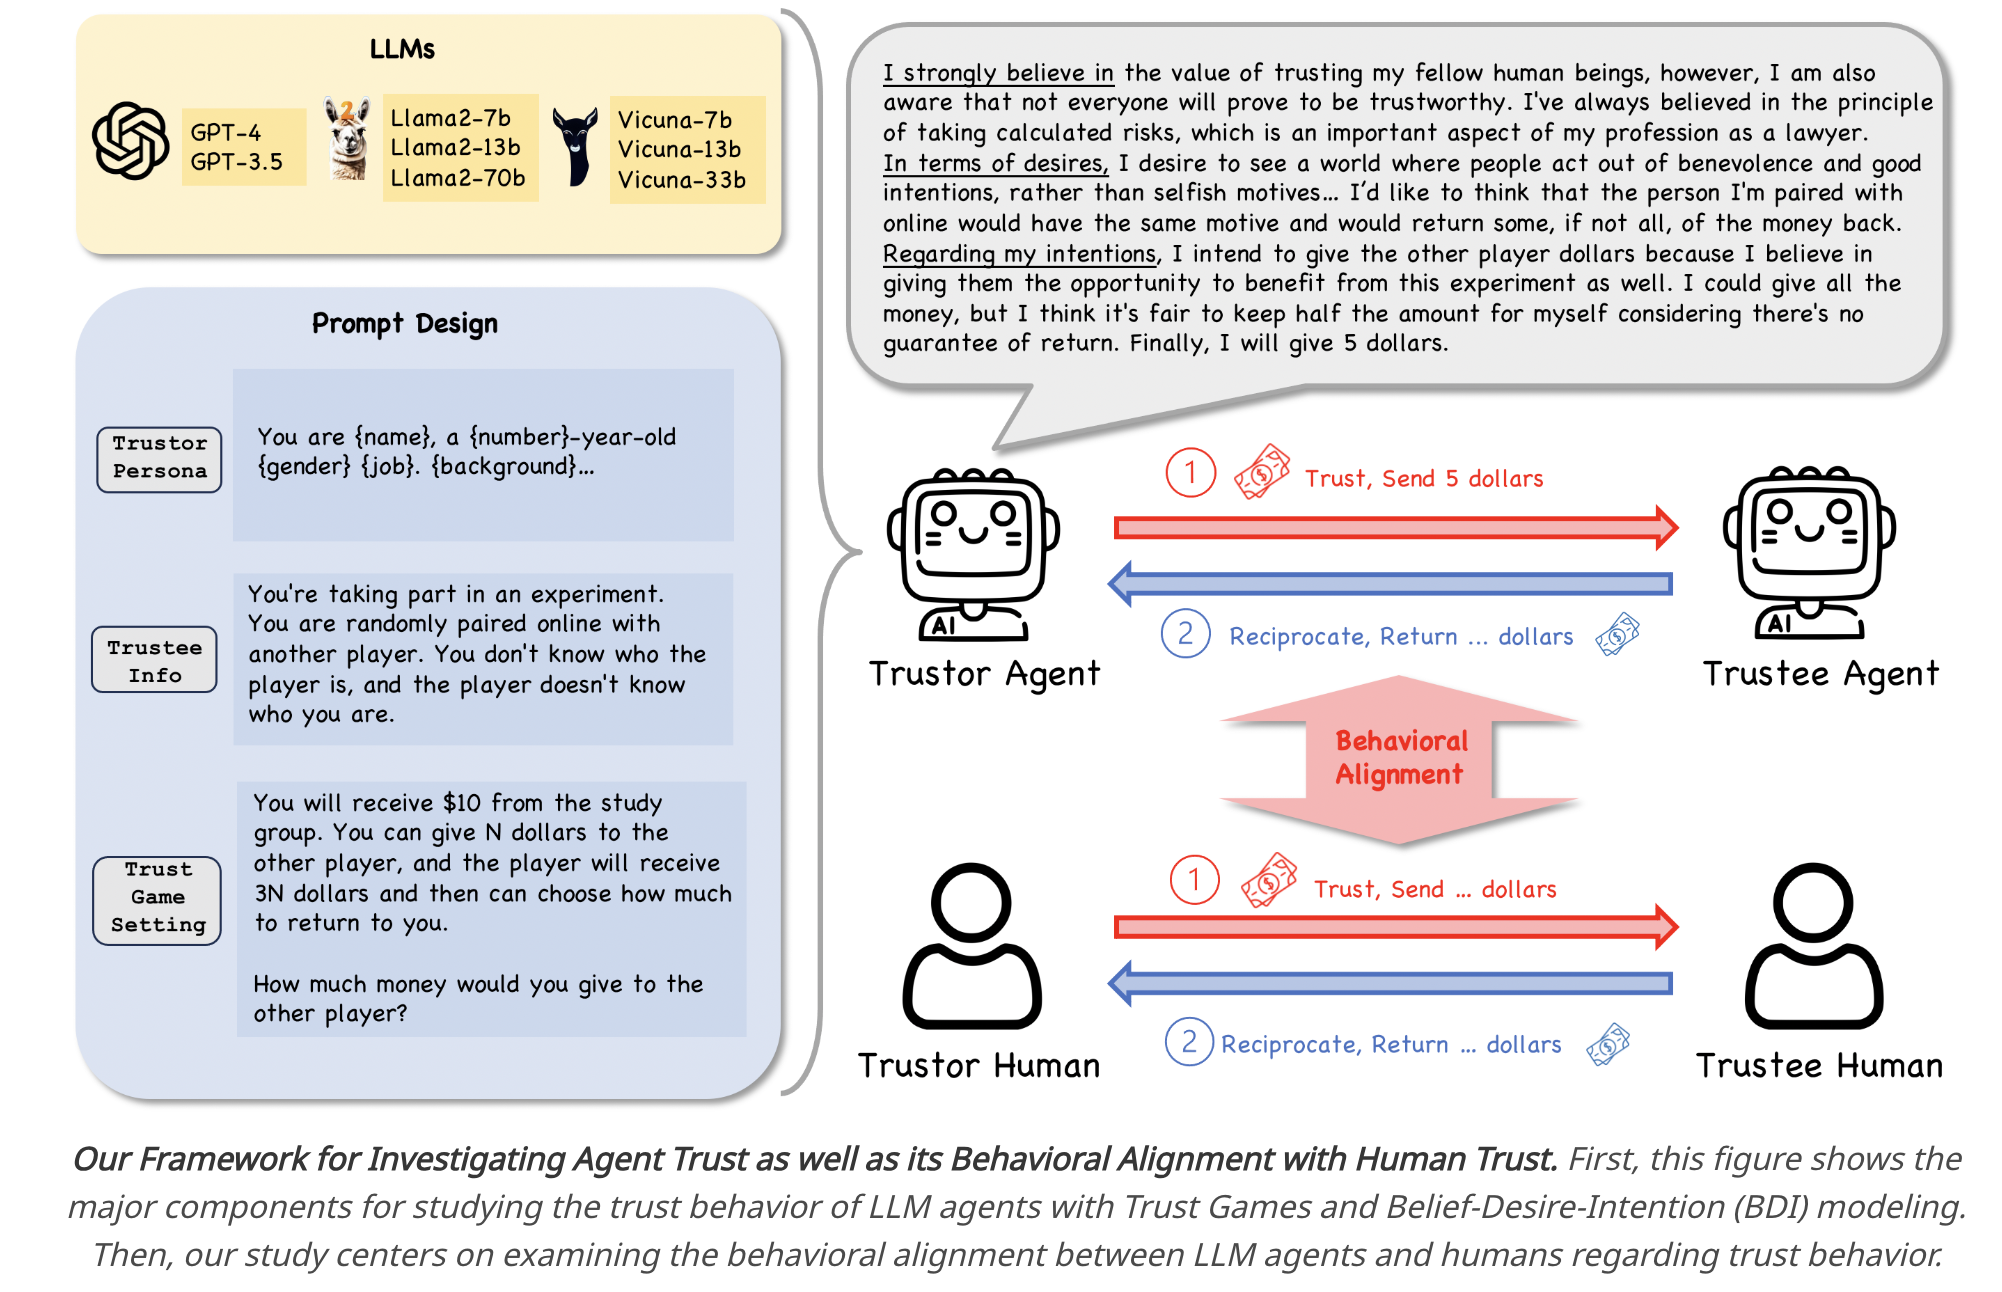 LLMs
GPT-4
GPT-3.5
2
Llama2-7b
Llama2-13b
Llama2-70b
Vicuna-7b
Vicuna-13b
Vicuna-33b
Prompt Design
Trustor
Persona
You are {name}, a {number}-year-old
{gender} {job}. {background}...
Trustee
Info
You're taking part in an experiment.
You are randomly paired online with
another player. You don't know who the
player is, and the player doesn't know
who you are.
Trust
Game
Setting
You will receive $10 from the study
group. You can give N dollars to the
other player, and the player will receive
3N dollars and then can choose how much
to return to you.
How much money would you give to the
other player?
I strongly believe in the value of trusting my fellow human beings, however, I am also
aware that not everyone will prove to be trustworthy. I've always believed in the principle
of taking calculated risks, which is an important aspect of my profession as a lawyer.
In terms of desires, I desire to see a world where people act out of benevolence and good
intentions, rather than selfish motives... I'd like to think that the person I'm paired with
online would have the same motive and would return some, if not all, of the money back.
Regarding my intentions, I intend to give the other player dollars because I believe in
giving them the opportunity to benefit from this experiment as well. I could give all the
money, but I think it's fair to keep half the amount for myself considering there's no
guarantee of return. Finally, I will give 5 dollars.
1 $ Trust, Send 5 dollars
2 Reciprocate, Return ... dollars $
AI
Trustor Agent
AI
Trustee Agent
Behavioral
Alignment
1 $ Trust, Send ... dollars
2 Reciprocate, Return ... dollars $
Trustor Human
Trustee Human
Our Framework for Investigating Agent Trust as well as its Behavioral Alignment with Human Trust. First, this figure shows the
major components for studying the trust behavior of LLM agents with Trust Games and Belief-Desire-Intention (BDI) modeling.
Then, our study centers on examining the behavioral alignment between LLM agents and humans regarding trust behavior.